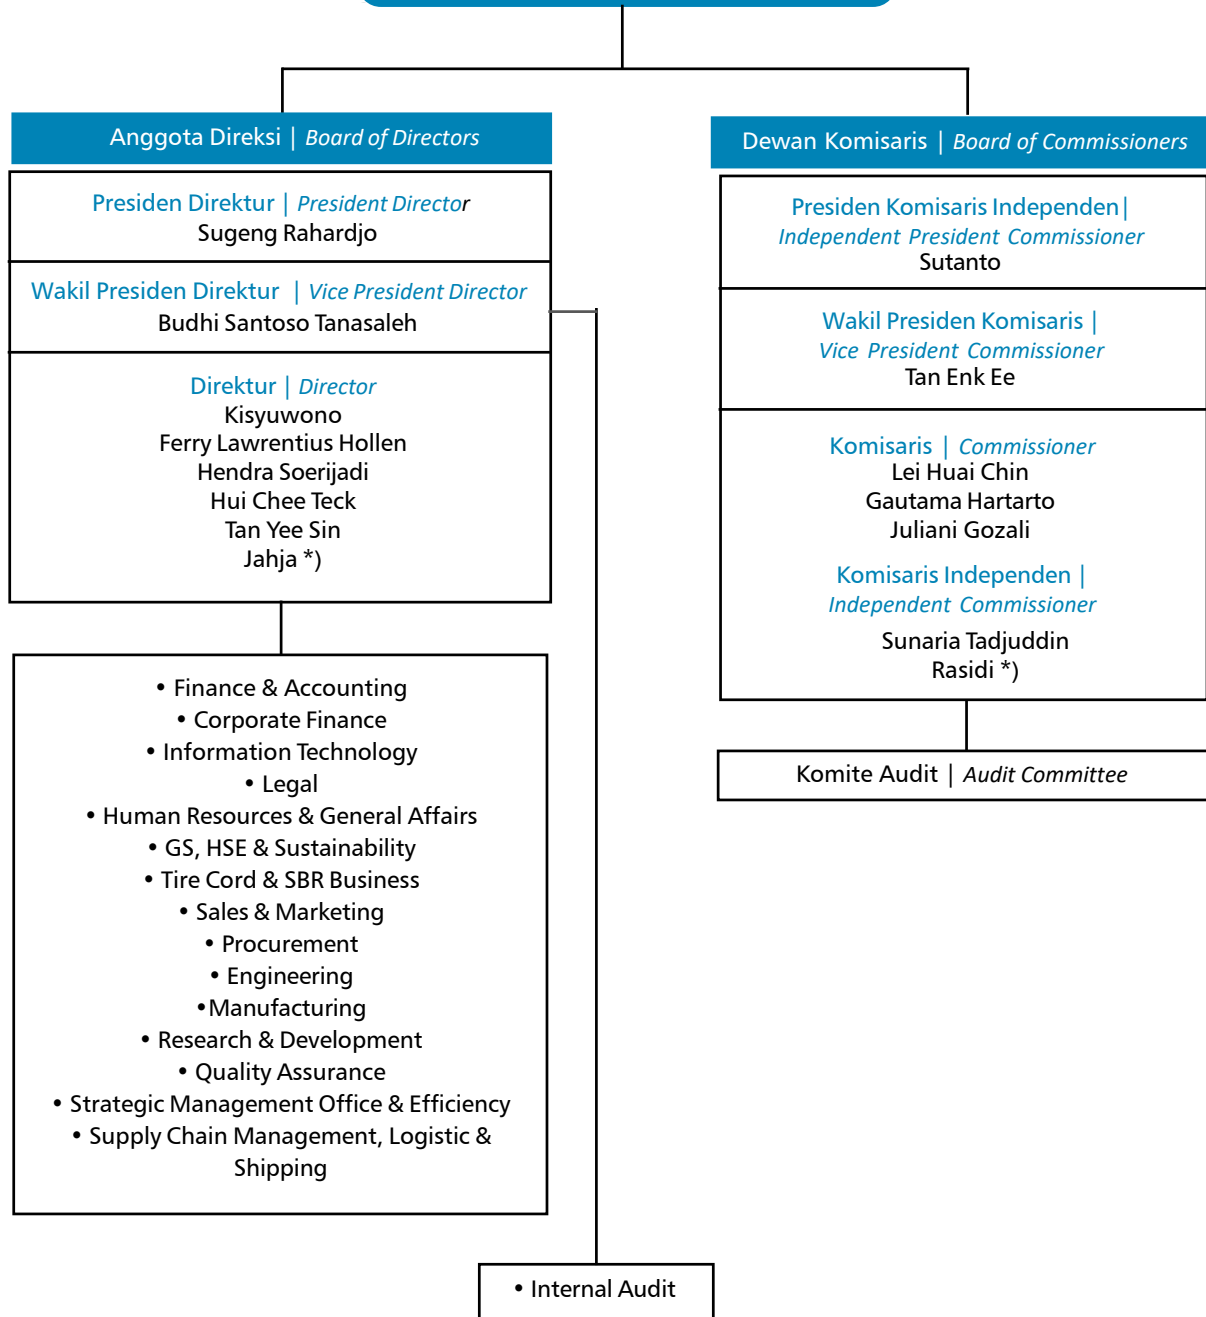 Anggota Direksi | Board of Directors
Presiden Direktur | President Director
Sugeng Rahardjo
Wakil Presiden Direktur | Vice President Director
Budhi Santoso Tanasaleh
Direktur | Director
Kisyuwono
Ferry Lawrentius Hollen
Hendra Soerijadi
Hui Chee Teck
Tan Yee Sin
Jahja *)
• Finance & Accounting
• Corporate Finance
• Information Technology
• Legal
• Human Resources & General Affairs
• GS, HSE & Sustainability
• Tire Cord & SBR Business
• Sales & Marketing
• Procurement
• Engineering
•Manufacturing
• Research & Development
• Quality Assurance
• Strategic Management Office & Efficiency
• Supply Chain Management, Logistic &
Shipping
• Internal Audit
Dewan Komisaris | Board of Commissioners
Presiden Komisaris Independen|
Independent President Commissioner
Sutanto
Wakil Presiden Komisaris |
Vice President Commissioner
Tan Enk Ee
Komisaris | Commissioner
Lei Huai Chin
Gautama Hartarto
Juliani Gozali
Komisaris Independen |
Independent Commissioner
Sunaria Tadjuddin
Rasidi *)
Komite Audit | Audit Committee